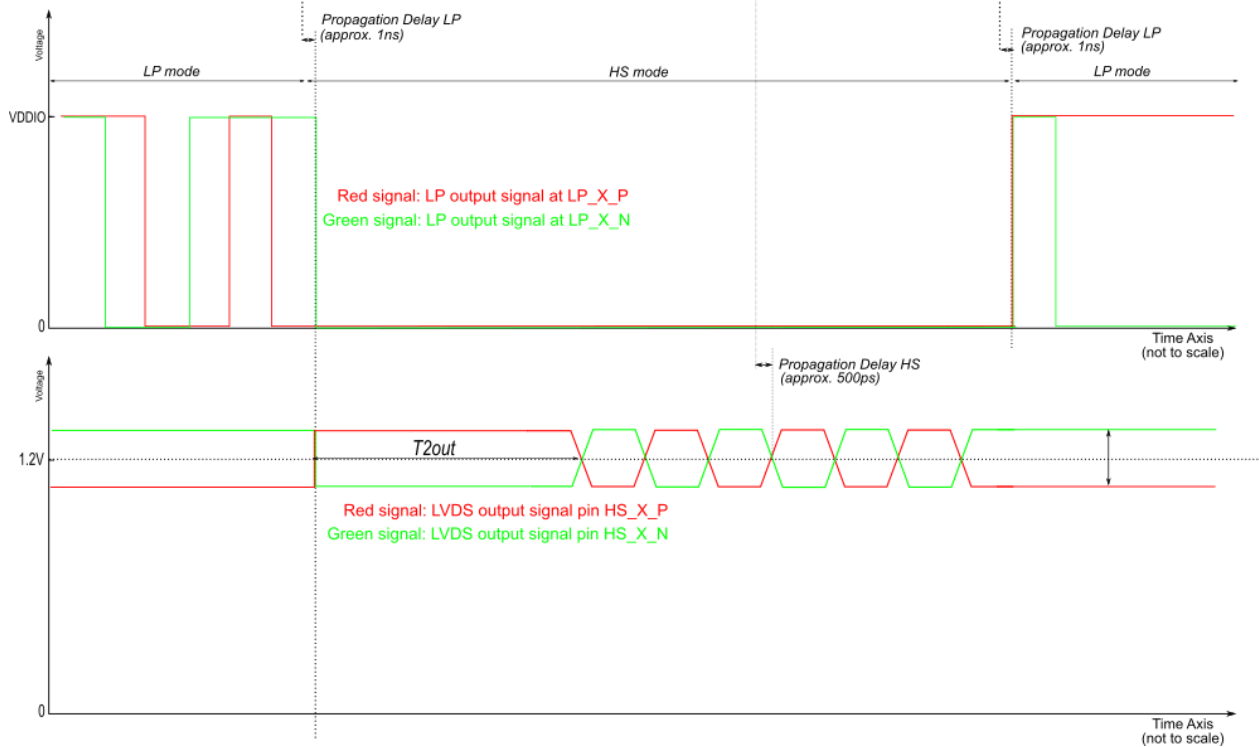 Propagation Delay LP
(approx. 1ns)
Propagation Delay LP
(approx. 1ns)
Voltage
LP mode
HS mode
LP mode
VDDIO
Red signal: LP output signal at LP_X_P
Green signal: LP output signal at LP_X_N
0
Time Axis
(not to scale)
Voltage
Propagation Delay HS
(approx. 500ps)
T2out
1.2V
Red signal: LVDS output signal pin HS_X_P
Green signal: LVDS output signal pin HS_X_N
0
Time Axis
(not to scale)